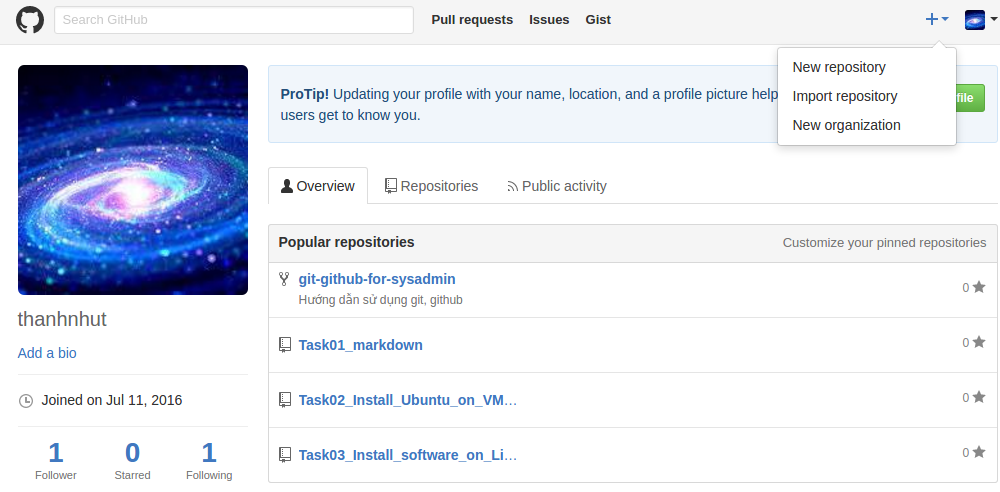 Search GitHub
Pull requests
Issues
Gist
New repository
Import repository
New organization
ProTip! Updating your profile with your name, location, and a profile picture help
users get to know you.
file
Overview
Repositories
Public activity
Popular repositories
Customize your pinned repositories
git-github-for-sysadmin
Hướng dẫn sử dụng git, github
0
Task01_markdown
0
Task02_Install_Ubuntu_on_VM…
0
Task03_Install_software_on_Li…
0
thanhnhut
Add a bio
Joined on Jul 11, 2016
1
Follower
0
Starred
1
Following